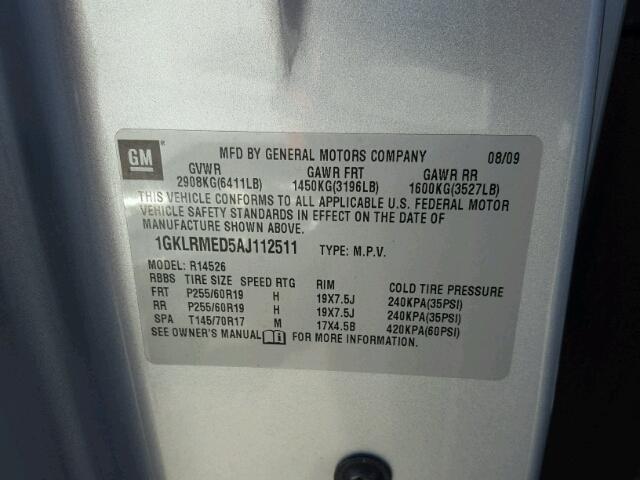 GM
MFD BY GENERAL MOTORS COMPANY 08/09
GVWR GAWR FRT GAWR RR
2908KG(6411LB) 1450KG(3196LB) 1600KG(3527LB)
THIS VEHICLE CONFORMS TO ALL APPLICABLE U.S. FEDERAL MOTOR
VEHICLE SAFETY STANDARDS IN EFFECT ON THE DATE OF
MANUFACTURE SHOWN ABOVE.
1GKLRMED5AJ112511 TYPE: M.P.V.
MODEL: R14526
RBBS TIRE SIZE SPEED RTG RIM COLD TIRE PRESSURE
FRT P255/60R19 H 19X7.5J 240KPA(35PSI)
RR P255/60R19 H 19X7.5J 240KPA(35PSI)
SPA T145/70R17 M 17X4.5B 420KPA(60PSI)
SEE OWNER'S MANUAL FOR MORE INFORMATION.